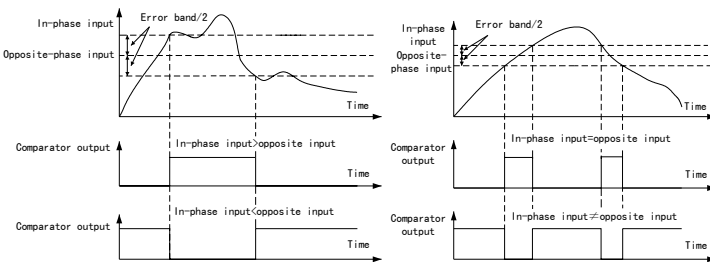 In-phase input
Error band/2
Opposite-phase input
Time
Comparator output
In-phase input>opposite input
Time
Comparator output
In-phase input<opposite input
Time
In-phase
input
Error band/2
Opposite-
phase input
Time
Comparator
output
In-phase input=opposite input
Time
Comparator
output
In-phase input≠opposite input
Time